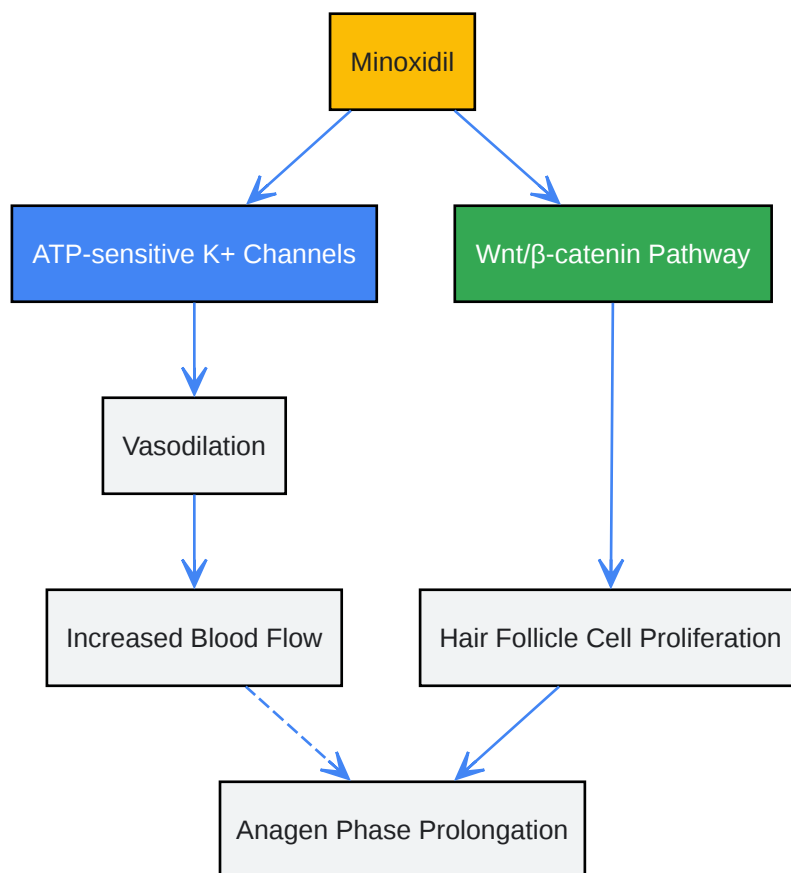 Minoxidil
ATP-sensitive K+ Channels
Wnt/β-catenin Pathway
Vasodilation
Increased Blood Flow
Hair Follicle Cell Proliferation
Anagen Phase Prolongation